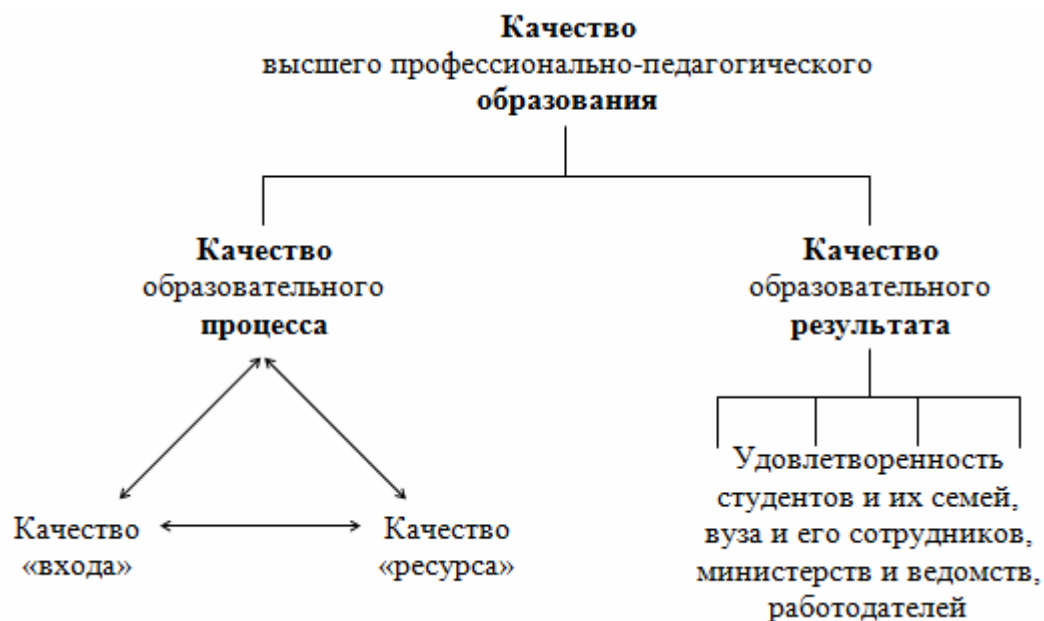 Качество
высшего профессионально-педагогического
образования
Качество
образовательного
процесса
Качество
образовательного
результата
Качество
«входа»
Качество
«ресурса»
Удовлетворенность
студентов и их семей,
вуза и его сотрудников,
министерств и ведомств,
работодателей